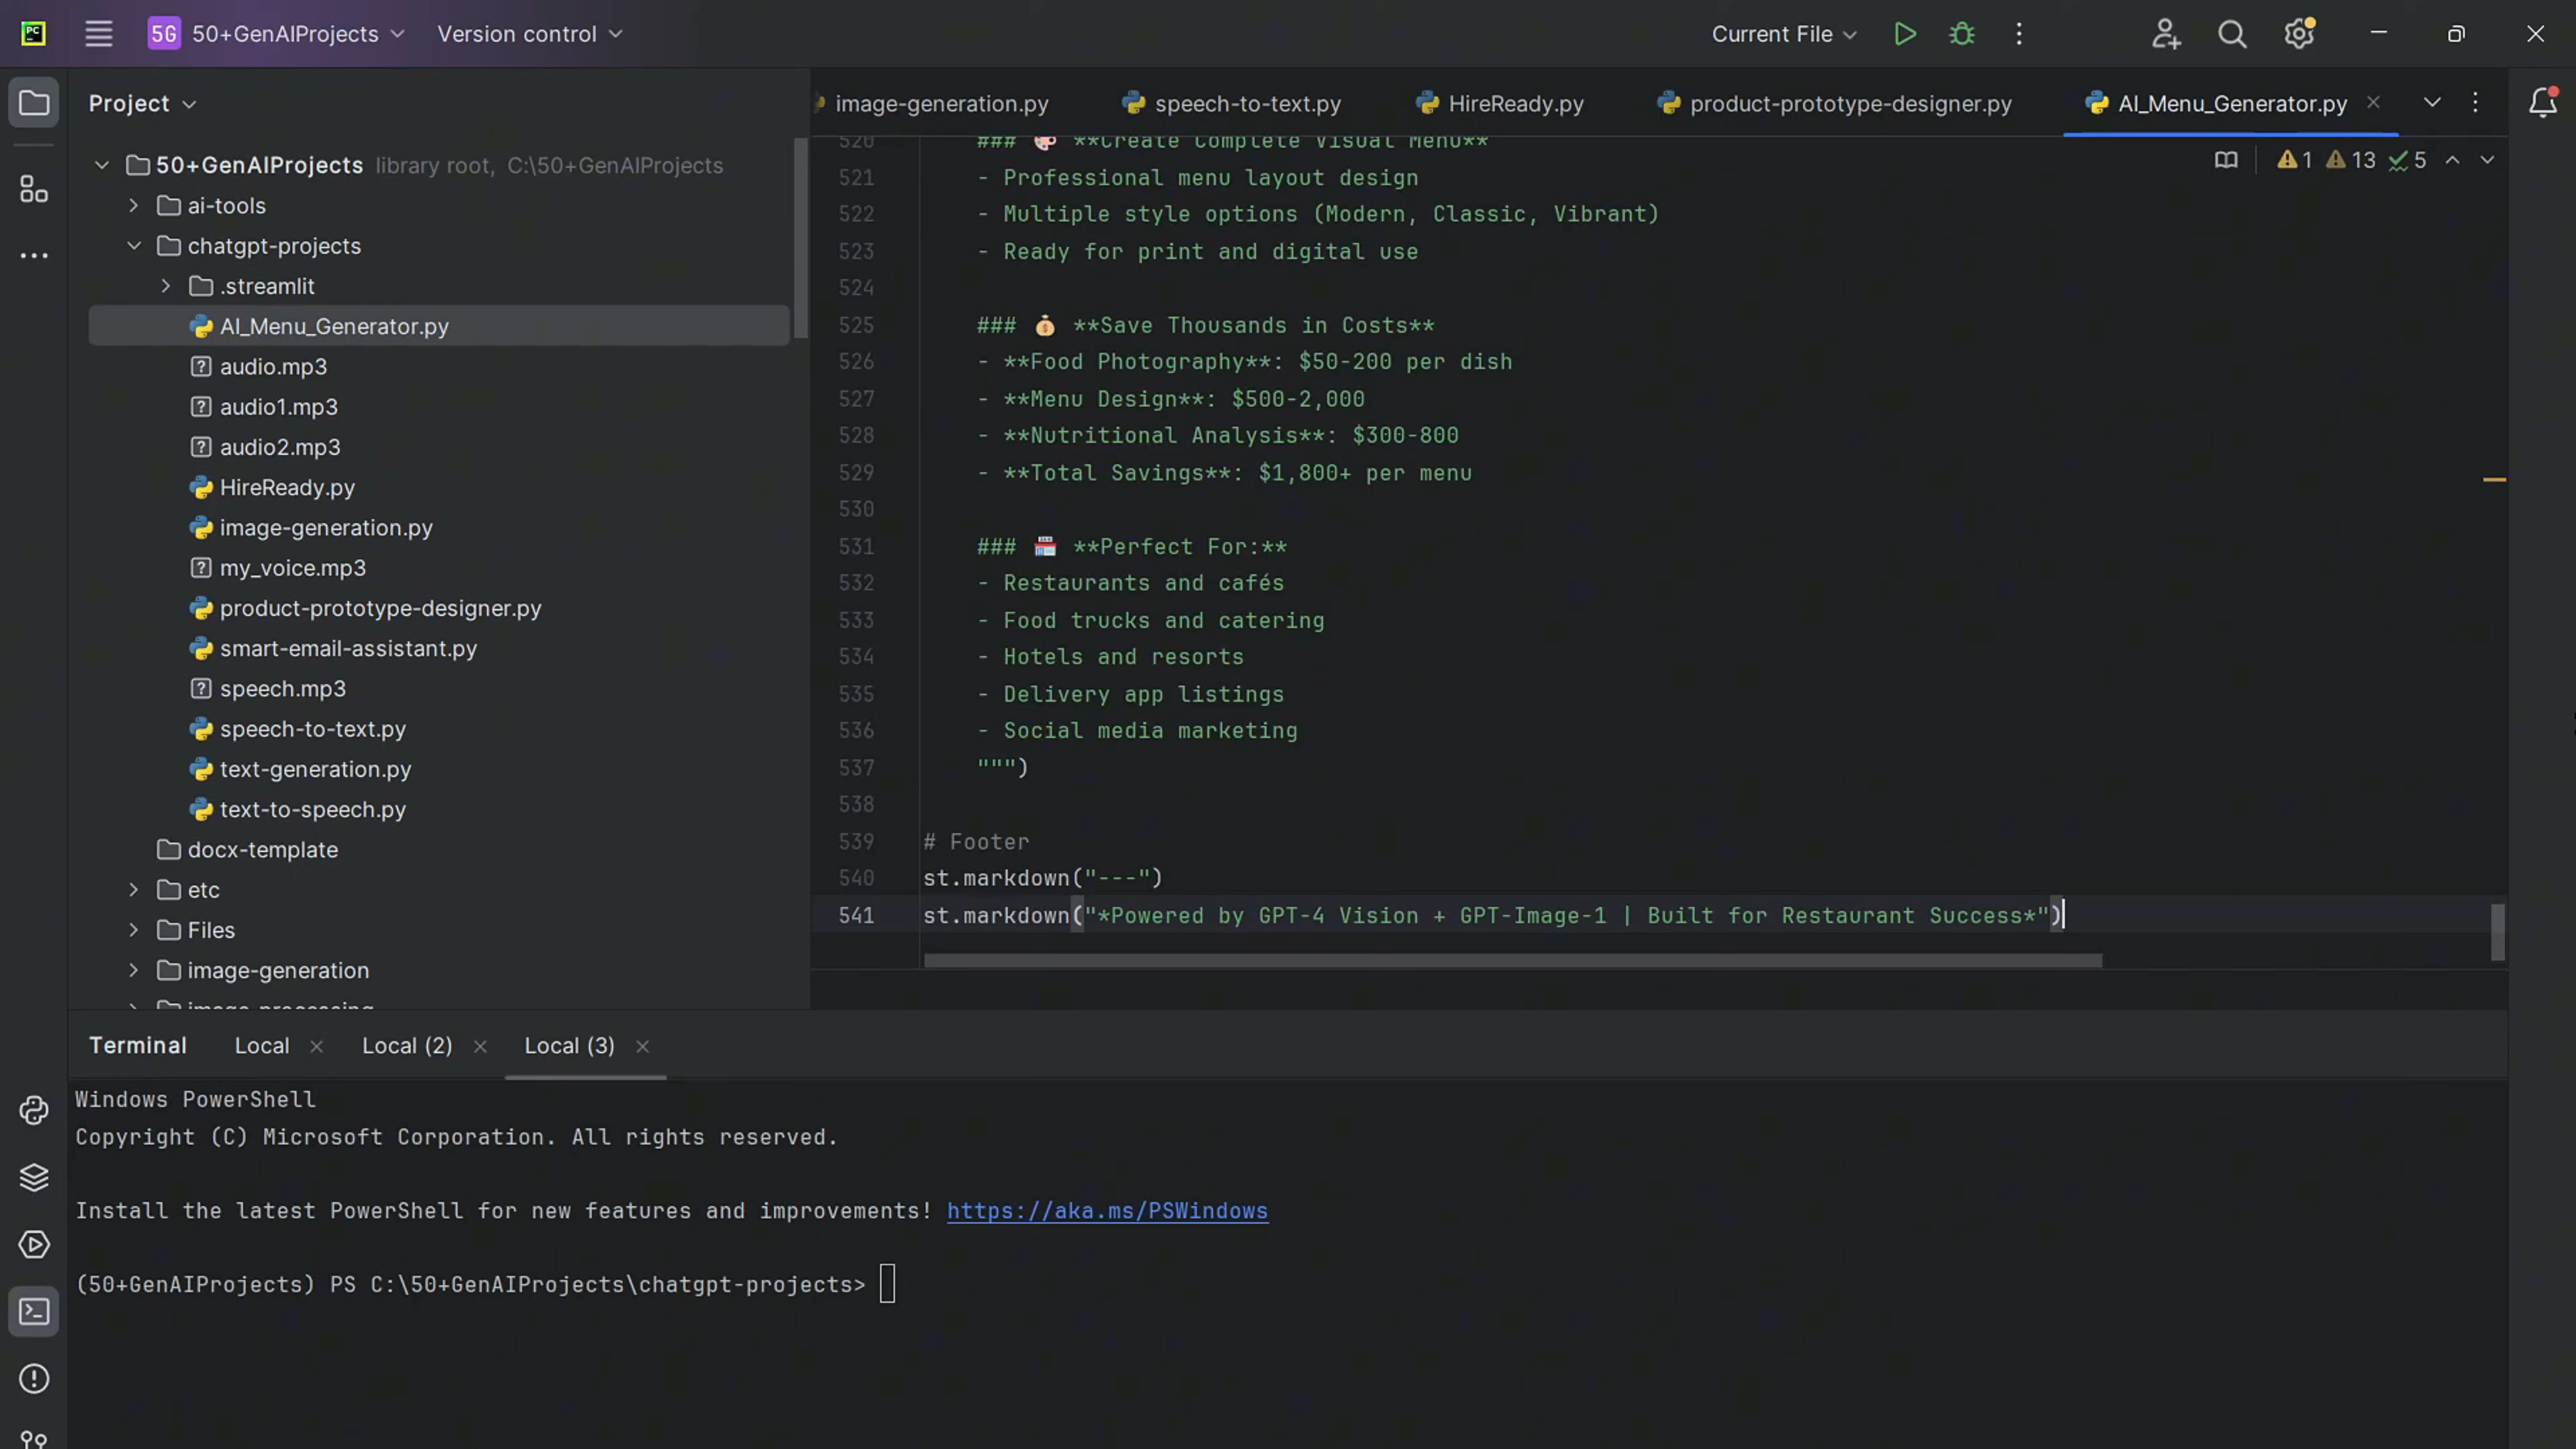 PC 5G 50+GenAIProjects Version control Current File
Project
50+GenAIProjects library root, C:\50+GenAIProjects
ai-tools
chatgpt-projects
.streamlit
AI_Menu_Generator.py
audio.mp3
audio1.mp3
audio2.mp3
HireReady.py
image-generation.py
my_voice.mp3
product-prototype-designer.py
smart-email-assistant.py
speech.mp3
speech-to-text.py
text-generation.py
text-to-speech.py
docx-template
etc
Files
image-generation
image-processing
image-generation.py speech-to-text.py HireReady.py product-prototype-designer.py AI_Menu_Generator.py
1 13 5
520 ### 🎨 **Create Complete Visual Menu**
521 - Professional menu layout design
522 - Multiple style options (Modern, Classic, Vibrant)
523 - Ready for print and digital use
524
525 ### 💰 **Save Thousands in Costs**
526 - **Food Photography**: $50-200 per dish
527 - **Menu Design**: $500-2,000
528 - **Nutritional Analysis**: $300-800
529 - **Total Savings**: $1,800+ per menu
530
531 ### 🏪 **Perfect For:**
532 - Restaurants and cafés
533 - Food trucks and catering
534 - Hotels and resorts
535 - Delivery app listings
536 - Social media marketing
537 """)
538
539 # Footer
540 st.markdown("---")
541 st.markdown("*Powered by GPT-4 Vision + GPT-Image-1 | Built for Restaurant Success*")
Terminal Local Local (2) Local (3)
Windows PowerShell
Copyright (C) Microsoft Corporation. All rights reserved.
Install the latest PowerShell for new features and improvements! https://aka.ms/PSWindows
(50+GenAIProjects) PS C:\50+GenAIProjects\chatgpt-projects>